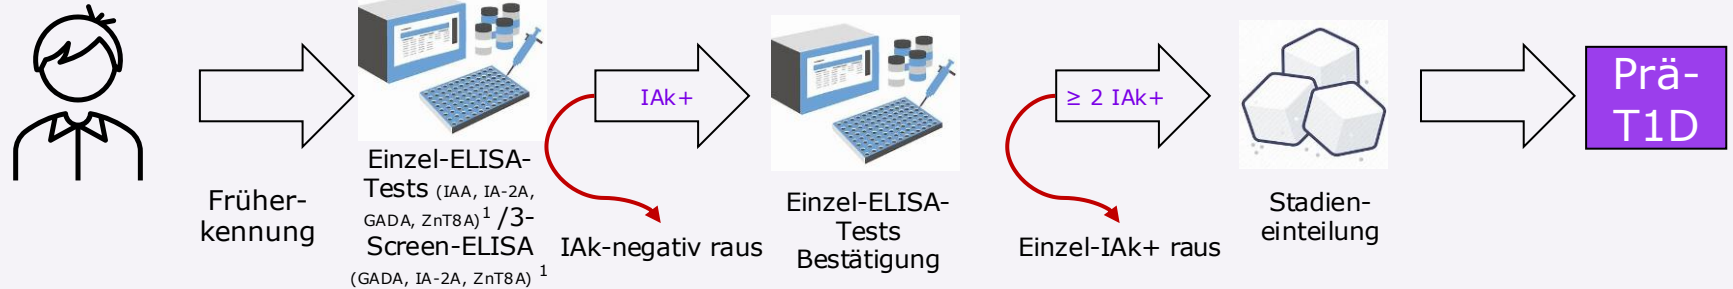 Früher-
kennung
Einzel-ELISA-
Tests (IAA, IA-2A,
GADA, ZnT8A)1 /3-
Screen-ELISA
(GADA, IA-2A, ZnT8A) 1
IAk+
IAk-negativ raus
Einzel-ELISA-
Tests
Bestätigung
≥ 2 IAk+
Einzel-IAk+ raus
Stadien-
einteilung
Prä-
T1D